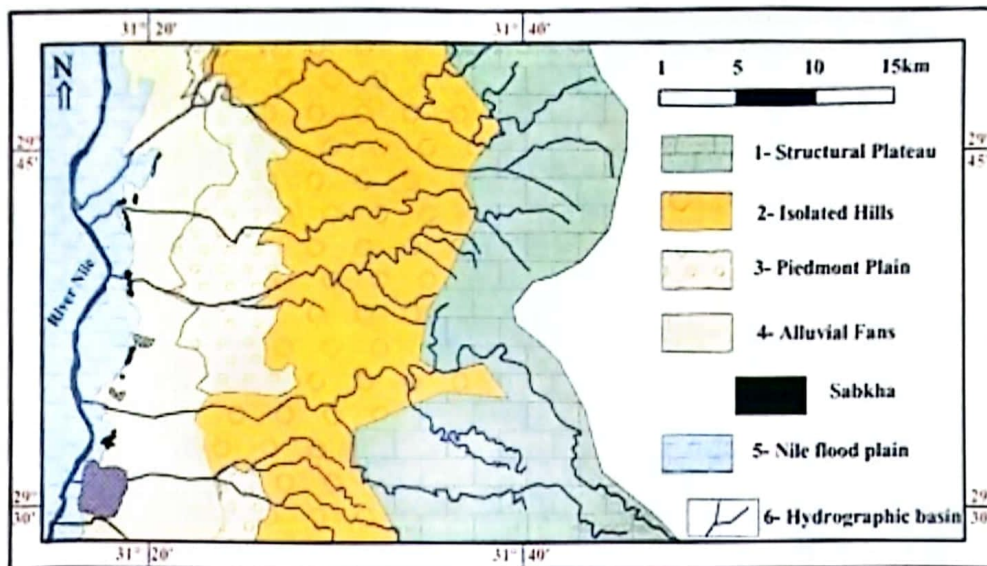 31° 20' 31° 40'
N
1 5 10 15km
29° 45' 29° 45'
1- Structural Plateau
2- Isolated Hills
3- Piedmont Plain
River Nile
4- Alluvial Fans
Sabkha
5- Nile flood plain
6- Hydrographic basin
29° 30' 29 30'
31° 20' 31° 40'